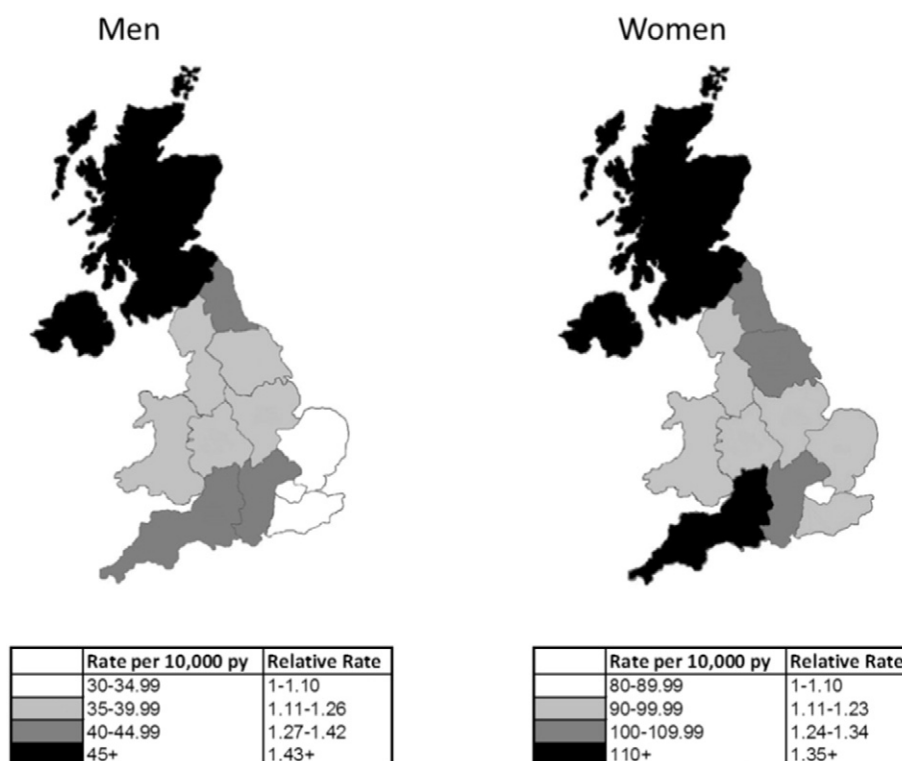 Men
Women
Rate per 10,000 py Relative Rate
30-34.99 1-1.10
35-39.99 1.11-1.26
40-44.99 1.27-1.42
45+ 1.43+
Rate per 10,000 py Relative Rate
80-89.99 1-1.10
90-99.99 1.11-1.23
100-109.99 1.24-1.34
110+ 1.35+